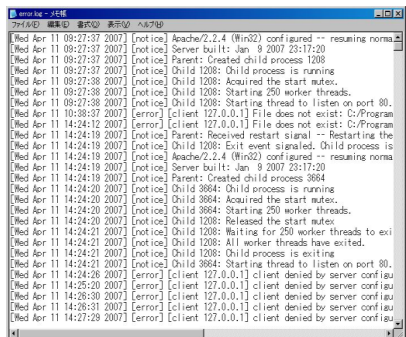 error.log - メモ帳
ファイル(F) 編集(E) 書式(O) 表示(V) ヘルプ(H)
[Wed Apr 11 09:27:37 2007] [notice] Apache/2.2.4 (Win32) configured -- resuming norma
[Wed Apr 11 09:27:37 2007] [notice] Server built: Jan  9 2007 23:17:20
[Wed Apr 11 09:27:37 2007] [notice] Parent: Created child process 1208
[Wed Apr 11 09:27:37 2007] [notice] Child 1208: Child process is running
[Wed Apr 11 09:27:38 2007] [notice] Child 1208: Acquired the start mutex.
[Wed Apr 11 09:27:38 2007] [notice] Child 1208: Starting 250 worker threads.
[Wed Apr 11 09:27:38 2007] [notice] Child 1208: Starting thread to listen on port 80.
[Wed Apr 11 10:38:37 2007] [error] [client 127.0.0.1] File does not exist: C:/Program
[Wed Apr 11 14:24:12 2007] [error] [client 127.0.0.1] File does not exist: C:/Program
[Wed Apr 11 14:24:19 2007] [notice] Parent: Received restart signal -- Restarting the
[Wed Apr 11 14:24:19 2007] [notice] Child 1208: Exit event signaled. Child process is
[Wed Apr 11 14:24:19 2007] [notice] Apache/2.2.4 (Win32) configured -- resuming norma
[Wed Apr 11 14:24:19 2007] [notice] Server built: Jan  9 2007 23:17:20
[Wed Apr 11 14:24:19 2007] [notice] Parent: Created child process 3664
[Wed Apr 11 14:24:20 2007] [notice] Child 3664: Child process is running
[Wed Apr 11 14:24:20 2007] [notice] Child 3664: Acquired the start mutex.
[Wed Apr 11 14:24:20 2007] [notice] Child 3664: Starting 250 worker threads.
[Wed Apr 11 14:24:20 2007] [notice] Child 1208: Released the start mutex
[Wed Apr 11 14:24:21 2007] [notice] Child 1208: Waiting for 250 worker threads to exi
[Wed Apr 11 14:24:21 2007] [notice] Child 1208: All worker threads have exited.
[Wed Apr 11 14:24:21 2007] [notice] Child 1208: Child process is exiting
[Wed Apr 11 14:24:21 2007] [notice] Child 3664: Starting thread to listen on port 80.
[Wed Apr 11 14:24:26 2007] [error] [client 127.0.0.1] client denied by server configu
[Wed Apr 11 14:25:20 2007] [error] [client 127.0.0.1] client denied by server configu
[Wed Apr 11 14:26:30 2007] [error] [client 127.0.0.1] client denied by server configu
[Wed Apr 11 14:26:31 2007] [error] [client 127.0.0.1] client denied by server configu
[Wed Apr 11 14:27:29 2007] [error] [client 127.0.0.1] client denied by server configu